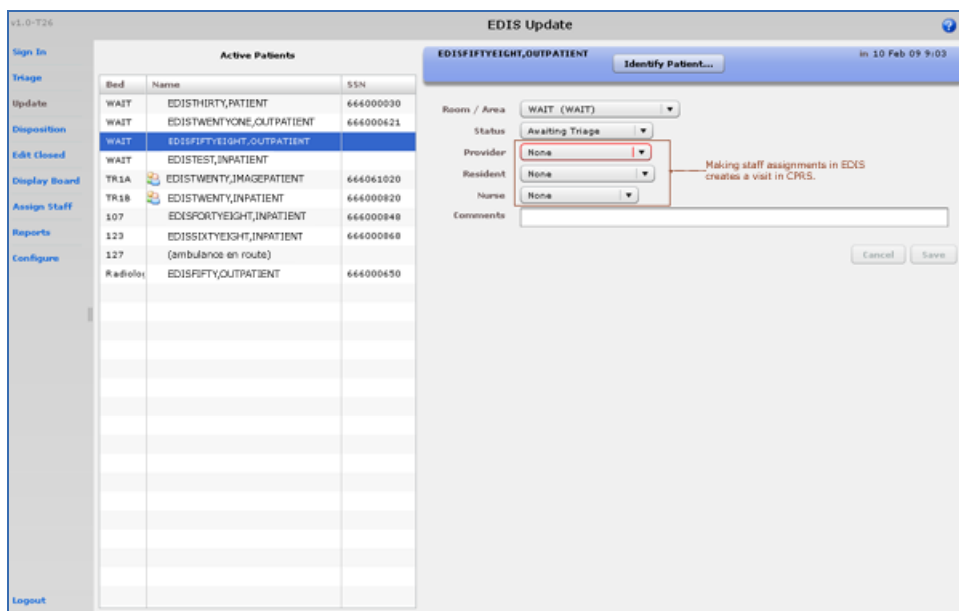 v1.0-T26
EDIS Update
Sign In
Triage
Update
Disposition
Edit Closed
Display Board
Assign Staff
Reports
Configure
Logout
Active Patients
Bed Name SSN
WAIT EDISTHIRTY,PATIENT 666000030
WAIT EDISTWENTYONE,OUTPATIENT 666000621
WAIT EDISFIFTYEIGHT,OUTPATIENT
WAIT EDISTEST,INPATIENT
TR1A EDISTWENTY,IMAGEPATIENT 666061020
TR1B EDISTWENTY,INPATIENT 666000820
107 EDISFORTYEIGHT,INPATIENT 666000848
123 EDISSIXTYEIGHT,INPATIENT 666000868
127 (ambulance en route)
Radiolog EDISFIFTY,OUTPATIENT 666000650
EDISFIFTYEIGHT,OUTPATIENT
Identify Patient...
in 10 Feb 09 9:03
Room / Area WAIT (WAIT)
Status Awaiting Triage
Provider None
Resident None
Nurse None
Making staff assignments in EDIS
creates a visit in CPRS.
Comments
Cancel Save